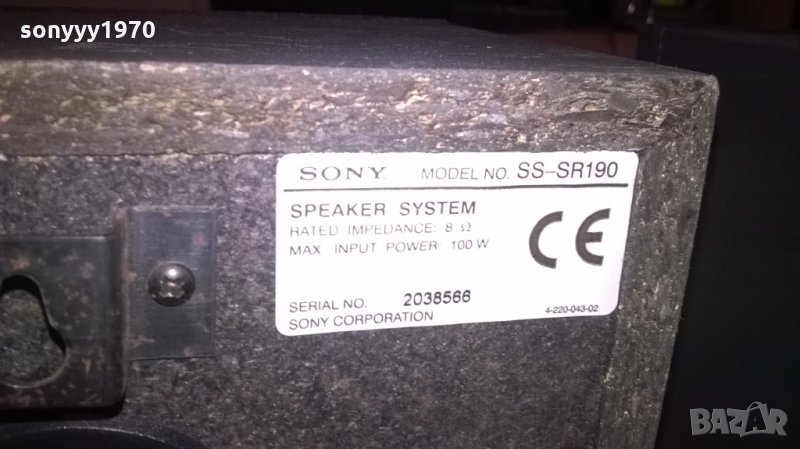 sonyyy1970
SONY MODEL NO. SS-SR190
SPEAKER SYSTEM
RATED IMPEDANCE: 8 Ω
MAX INPUT POWER: 100 W
CE
SERIAL NO. 2038566
SONY CORPORATION 4-220-043-02
BAZAR